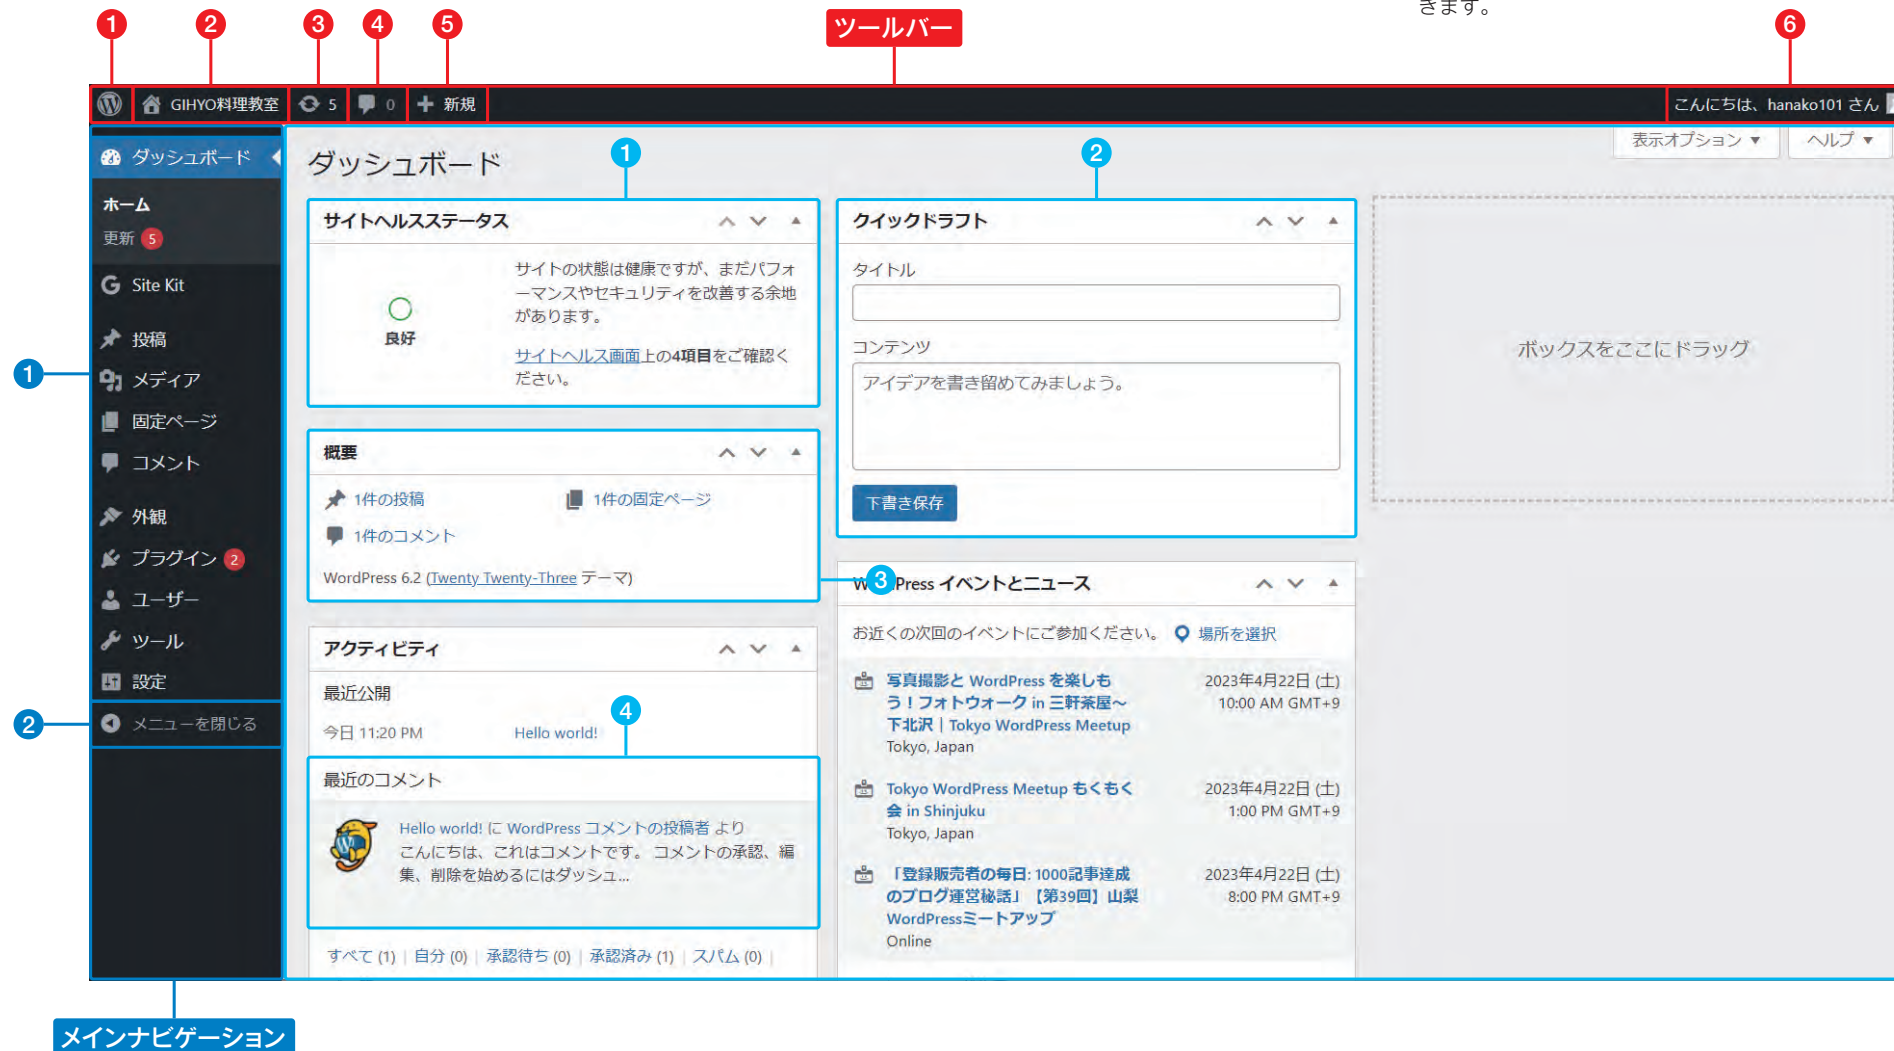 きます。
1 2 3 4 5 ツールバー 6
GIHYO料理教室 5 0 新規 こんにちは、hanako101 さん
表示オプション ▼ ヘルプ ▼
ダッシュボード
ホーム
更新 5
Site Kit
投稿
1
メディア
固定ページ
コメント
外観
プラグイン 2
ユーザー
ツール
設定
2
メニューを閉じる
メインナビゲーション
ダッシュボード
1
サイトヘルスステータス
良好
サイトの状態は健康ですが、まだパフォ
ーマンスやセキュリティを改善する余地
があります。
サイトヘルス画面上の4項目をご確認く
ださい。
概要
1件の投稿 1件の固定ページ
1件のコメント
WordPress 6.2 (Twenty Twenty-Three テーマ)
3
アクティビティ
最近公開
今日 11:20 PM Hello world!
4
最近のコメント
Hello world! に WordPress コメントの投稿者 より
こんにちは、これはコメントです。 コメントの承認、編
集、削除を始めるにはダッシュ...
すべて (1) | 自分 (0) | 承認待ち (0) | 承認済み (1) | スパム (0) |
2
クイックドラフト
タイトル
コンテンツ
アイデアを書き留めてみましょう。
下書き保存
イベントとニュース
お近くの次回のイベントにご参加ください。 場所を選択
写真撮影と WordPress を楽しも 2023年4月22日 (土)
う！フォトウォーク in 三軒茶屋～ 10:00 AM GMT+9
下北沢 | Tokyo WordPress Meetup
Tokyo, Japan
Tokyo WordPress Meetup もくもく 2023年4月22日 (土)
会 in Shinjuku 1:00 PM GMT+9
Tokyo, Japan
「登録販売者の毎日: 1000記事達成 2023年4月22日 (土)
のブログ運営秘話」【第39回】山梨 8:00 PM GMT+9
WordPressミートアップ
Online
ボックスをここにドラッグ